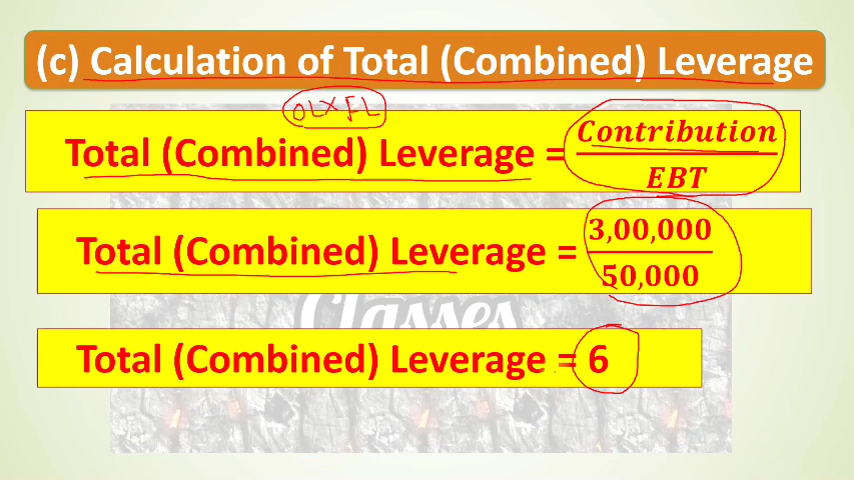 (c) Calculation of Total (Combined) Leverage
OL X FL
Total (Combined) Leverage = Contribution / EBT
Total (Combined) Leverage = 3,00,000 / 50,000
Classes
Total (Combined) Leverage = 6